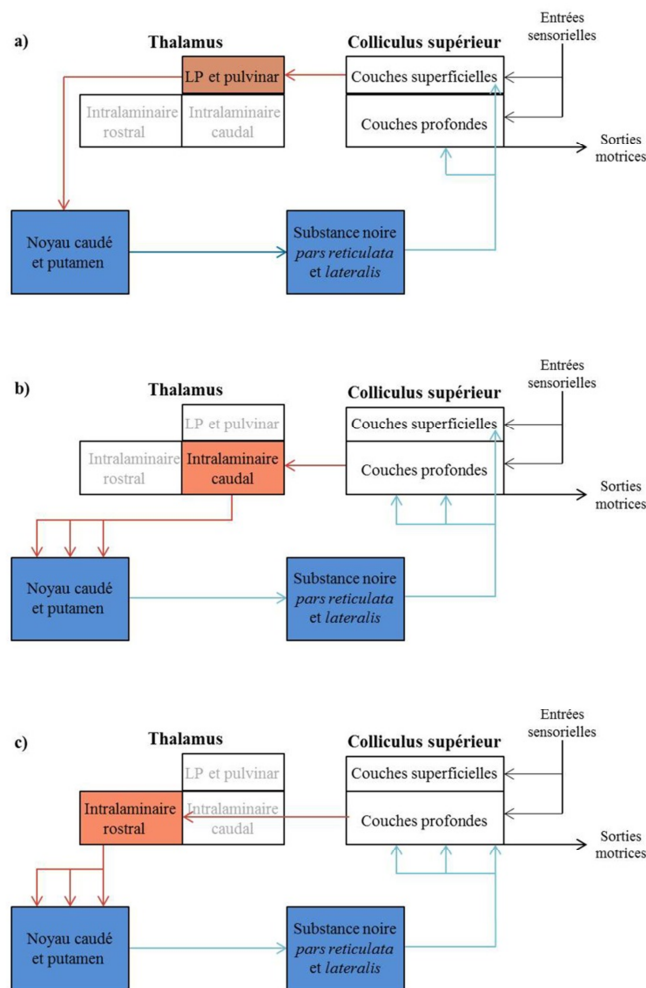 a)
Thalamus
Colliculus supérieur
Entrées
sensorielles
LP et pulvinar
Couches superficielles
Intralaminaire
rostral
Intralaminaire
caudal
Couches profondes
Sorties
motrices
Noyau caudé
et putamen
Substance noire
pars reticulata
et lateralis
b)
Thalamus
Colliculus supérieur
Entrées
sensorielles
LP et pulvinar
Couches superficielles
Intralaminaire
rostral
Intralaminaire
caudal
Couches profondes
Sorties
motrices
Noyau caudé
et putamen
Substance noire
pars reticulata
et lateralis
c)
Thalamus
Colliculus supérieur
Entrées
sensorielles
LP et pulvinar
Couches superficielles
Intralaminaire
rostral
Intralaminaire
caudal
Couches profondes
Sorties
motrices
Noyau caudé
et putamen
Substance noire
pars reticulata
et lateralis